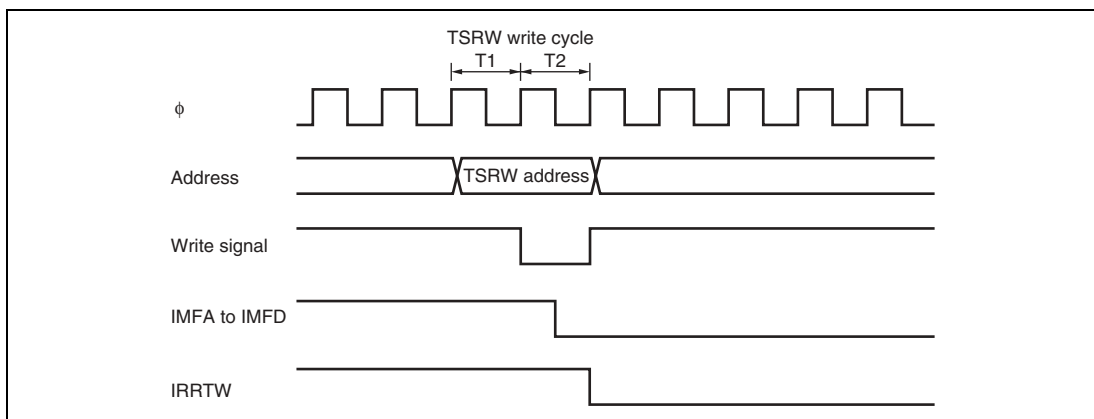 TSRW write cycle
T1 T2
ϕ
Address
TSRW address
Write signal
IMFA to IMFD
IRRTW